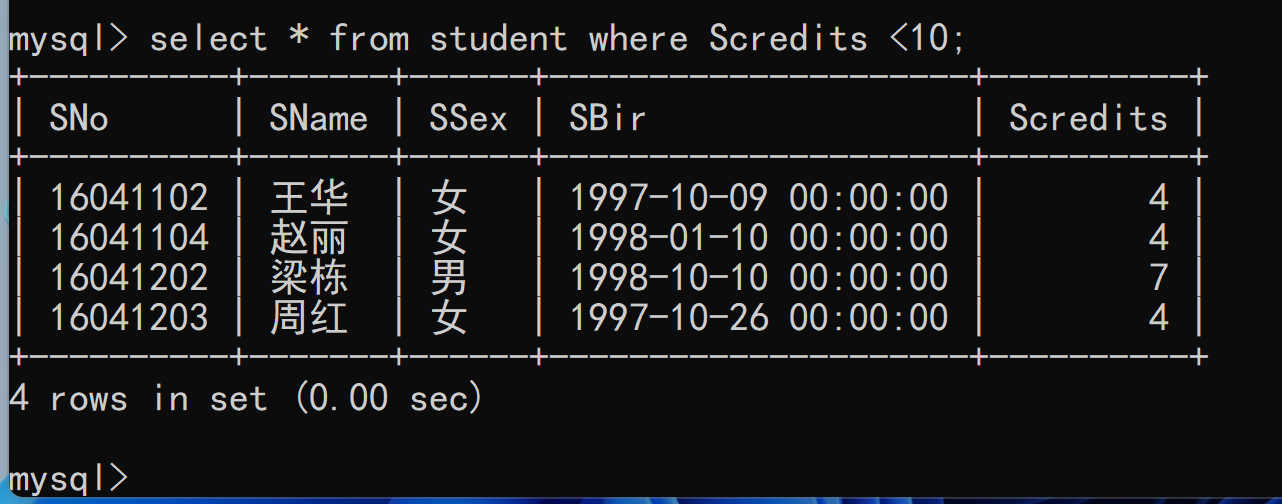 mysql> select * from student where Scredits <10;
+----------+-------+------+---------------------+----------+
| SNo      | SName | SSex | SBir                | Scredits |
+----------+-------+------+---------------------+----------+
| 16041102 | 王华  | 女   | 1997-10-09 00:00:00 |        4 |
| 16041104 | 赵丽  | 女   | 1998-01-10 00:00:00 |        4 |
| 16041202 | 梁栋  | 男   | 1998-10-10 00:00:00 |        7 |
| 16041203 | 周红  | 女   | 1997-10-26 00:00:00 |        4 |
+----------+-------+------+---------------------+----------+
4 rows in set (0.00 sec)
mysql>